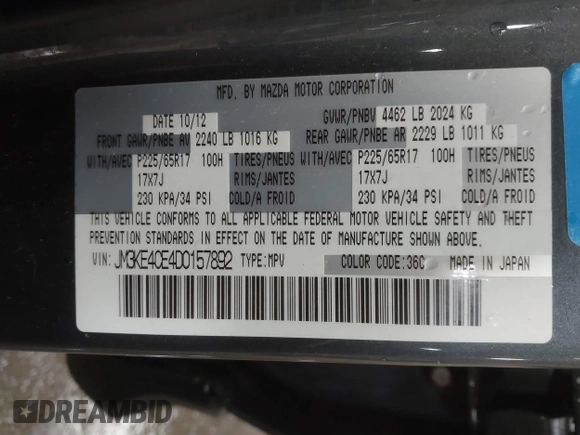 MFD. BY MAZDA MOTOR CORPORATION
DATE 10/12 GVWR/PNBV 4462 LB 2024 KG
FRONT GAWR/PNBE AV 2240 LB 1016 KG REAR GAWR/PNBE AR 2229 LB 1011 KG
WITH/AVEC P225/65R17 100H TIRES/PNEUS WITH/AVEC P225/65R17 100H TIRES/PNEUS
17X7J RIMS/JANTES 17X7J RIMS/JANTES
230 KPA/34 PSI COLD/A FROID 230 KPA/34 PSI COLD/A FROID
THIS VEHICLE CONFORMS TO ALL APPLICABLE FEDERAL MOTOR VEHICLE SAFETY AND THEFT
PREVENTION STANDARDS IN EFFECT ON THE DATE OF MANUFACTURE SHOWN ABOVE.
VIN: JM3KE4CE4D0157892 TYPE:MPV COLOR CODE:36C MADE IN JAPAN
DREAMBID